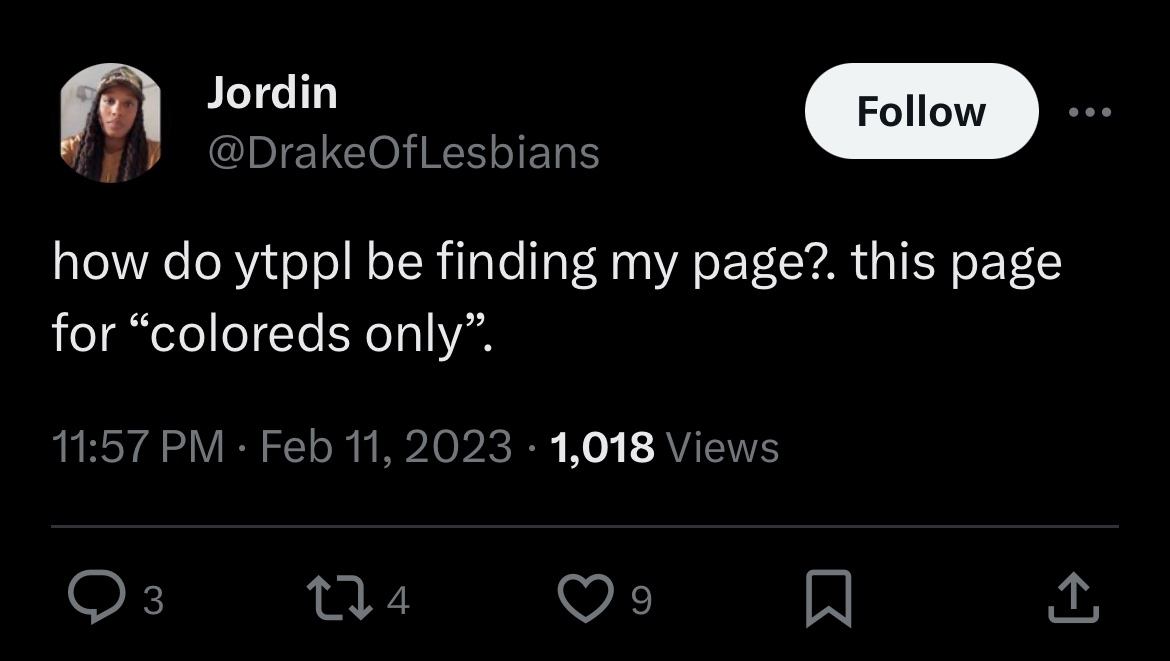 Jordin
Follow
@DrakeOfLesbians
how do ytppl be finding my page?. this page
for “coloreds only”.
11:57 PM · Feb 11, 2023 · 1,018 Views
3
4
9